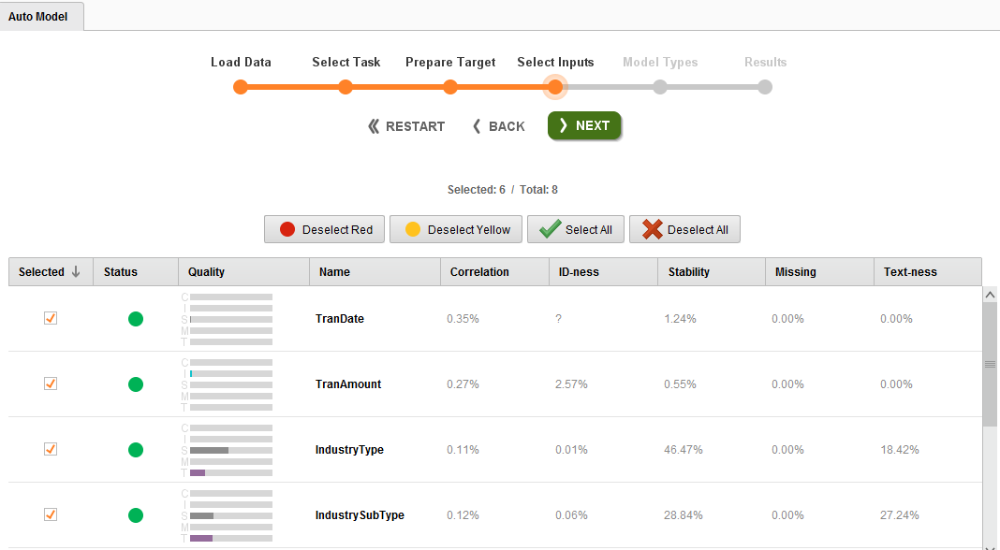 Auto Model
Load Data Select Task Prepare Target Select Inputs Model Types Results
RESTART BACK NEXT
Selected: 6 / Total: 8
Deselect Red Deselect Yellow Select All Deselect All
Selected Status Quality Name Correlation ID-ness Stability Missing Text-ness
C
I
S
M
T
TranDate 0.35% ? 1.24% 0.00% 0.00%
C
I
S
M
T
TranAmount 0.27% 2.57% 0.55% 0.00% 0.00%
C
I
S
M
T
IndustryType 0.11% 0.01% 46.47% 0.00% 18.42%
C
I
S
M
T
IndustrySubType 0.12% 0.06% 28.84% 0.00% 27.24%